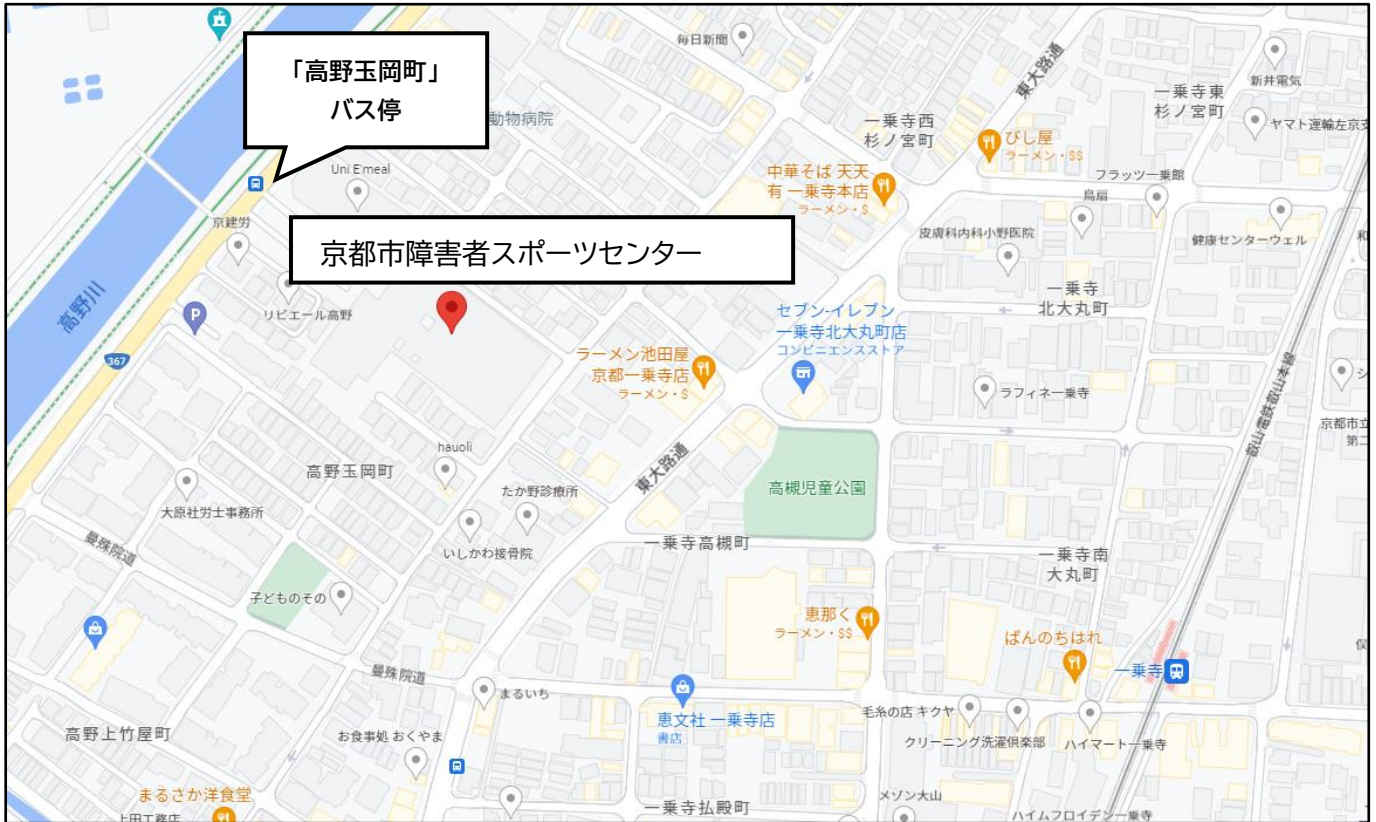 毎日新聞
東大路通
新井電気
「高野玉岡町」
バス停
動物病院
一乗寺西
杉ノ宮町
一乗寺東
杉ノ宮町
ヤマト運輸左京支
びし屋
ラーメン・$$
Uni E'meal
中華そば 天天
有 一乗寺本店
ラーメン・$
フラッツ一乗館
鳥扇
京建労
京都市障害者スポーツセンター
皮膚科内科小野医院
健康センターウェル
和
高野川
リビエール高野
P
セブン-イレブン
一乗寺北大丸町店
コンビニエンスストア
一乗寺
北大丸町
367
ラーメン池田屋
京都一乗寺店
ラーメン・$
ラフィネ一乗寺
シ
叡山電鉄叡山本線
京都市立
第二
hauoli
高野玉岡町
東大路通
たか野診療所
高槻児童公園
大原社労士事務所
いしかわ接骨院
曼殊院道
一乗寺高槻町
一乗寺南
大丸町
子どものその
恵那く
ラーメン・$$
ぱんのちはれ
一乗寺
曼殊院道
まるいち
恵文社 一乗寺店
書店
毛糸の店 キクヤ
クリーニング洗濯倶楽部
ハイマート一乗寺
高野上竹屋町
お食事処 おくやま
まるさか洋食堂
上田工務店
一乗寺払殿町
メゾン大山
ハイムフロイデン一乗寺